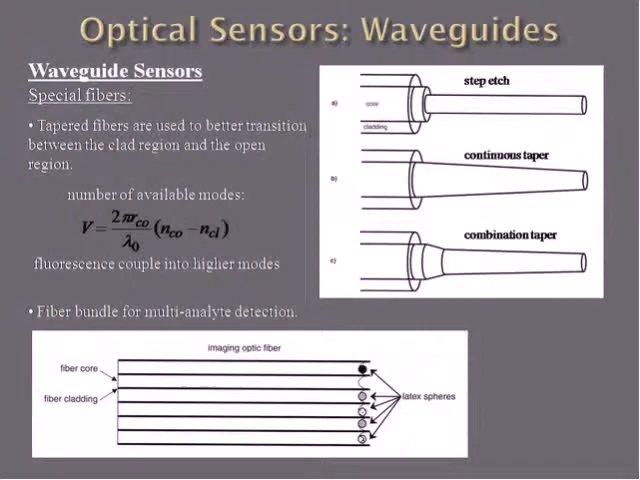 Optical Sensors: Waveguides
Waveguide Sensors
Special fibers:
• Tapered fibers are used to better transition
between the clad region and the open
region.
number of available modes:
V = 2πr_co / λ_0 (n_co − n_cl)
fluorescence couple into higher modes
• Fiber bundle for multi-analyte detection.
step etch
a)
core
cladding
continuous taper
b)
combination taper
c)
imaging optic fiber
fiber core
fiber cladding
latex spheres